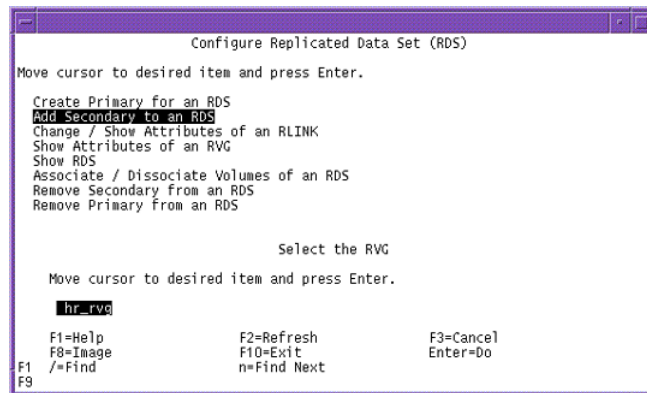 Configure Replicated Data Set (RDS)
Move cursor to desired item and press Enter.
Create Primary for an RDS
Add Secondary to an RDS
Change / Show Attributes of an RLINK
Show Attributes of an RVG
Show RDS
Associate / Dissociate Volumes of an RDS
Remove Secondary from an RDS
Remove Primary from an RDS
Select the RVG
Move cursor to desired item and press Enter.
hr_rvg
F1=Help F2=Refresh F3=Cancel
F8=Image F10=Exit Enter=Do
F1 /=Find n=Find Next
F9